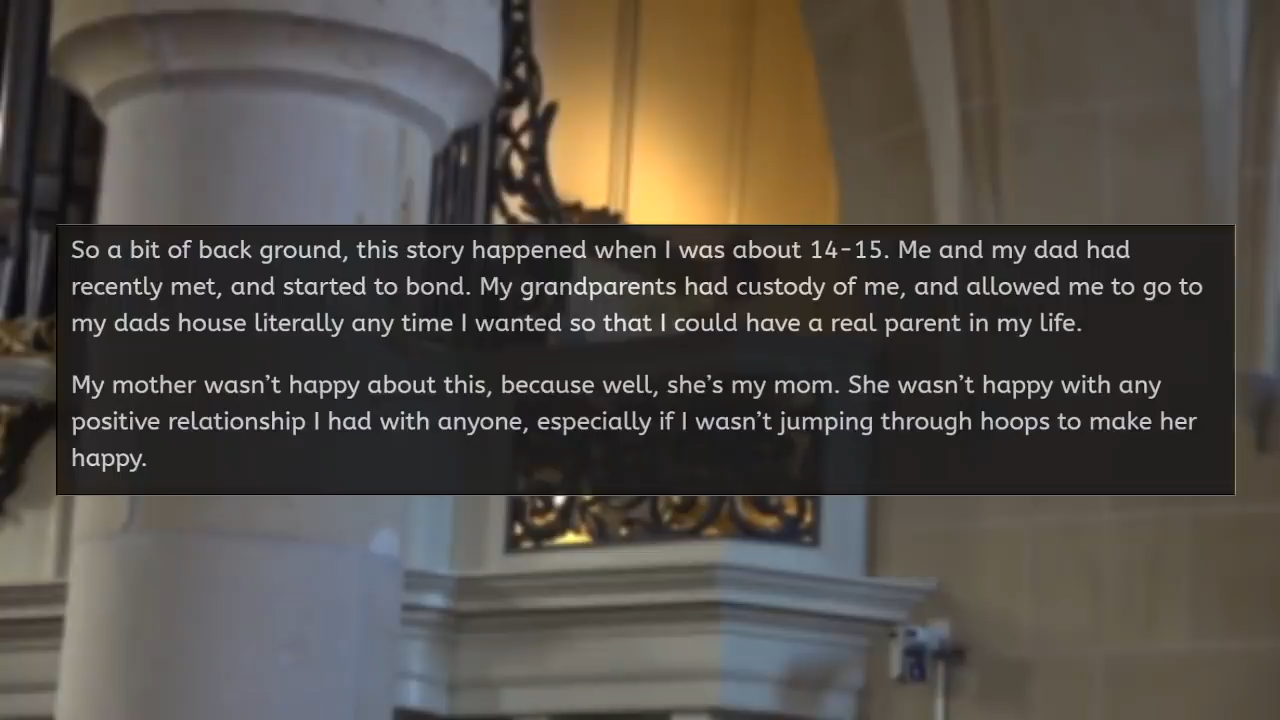 So a bit of back ground, this story happened when I was about 14-15. Me and my dad had
recently met, and started to bond. My grandparents had custody of me, and allowed me to go to
my dads house literally any time I wanted so that I could have a real parent in my life.
My mother wasn’t happy about this, because well, she’s my mom. She wasn’t happy with any
positive relationship I had with anyone, especially if I wasn’t jumping through hoops to make her
happy.